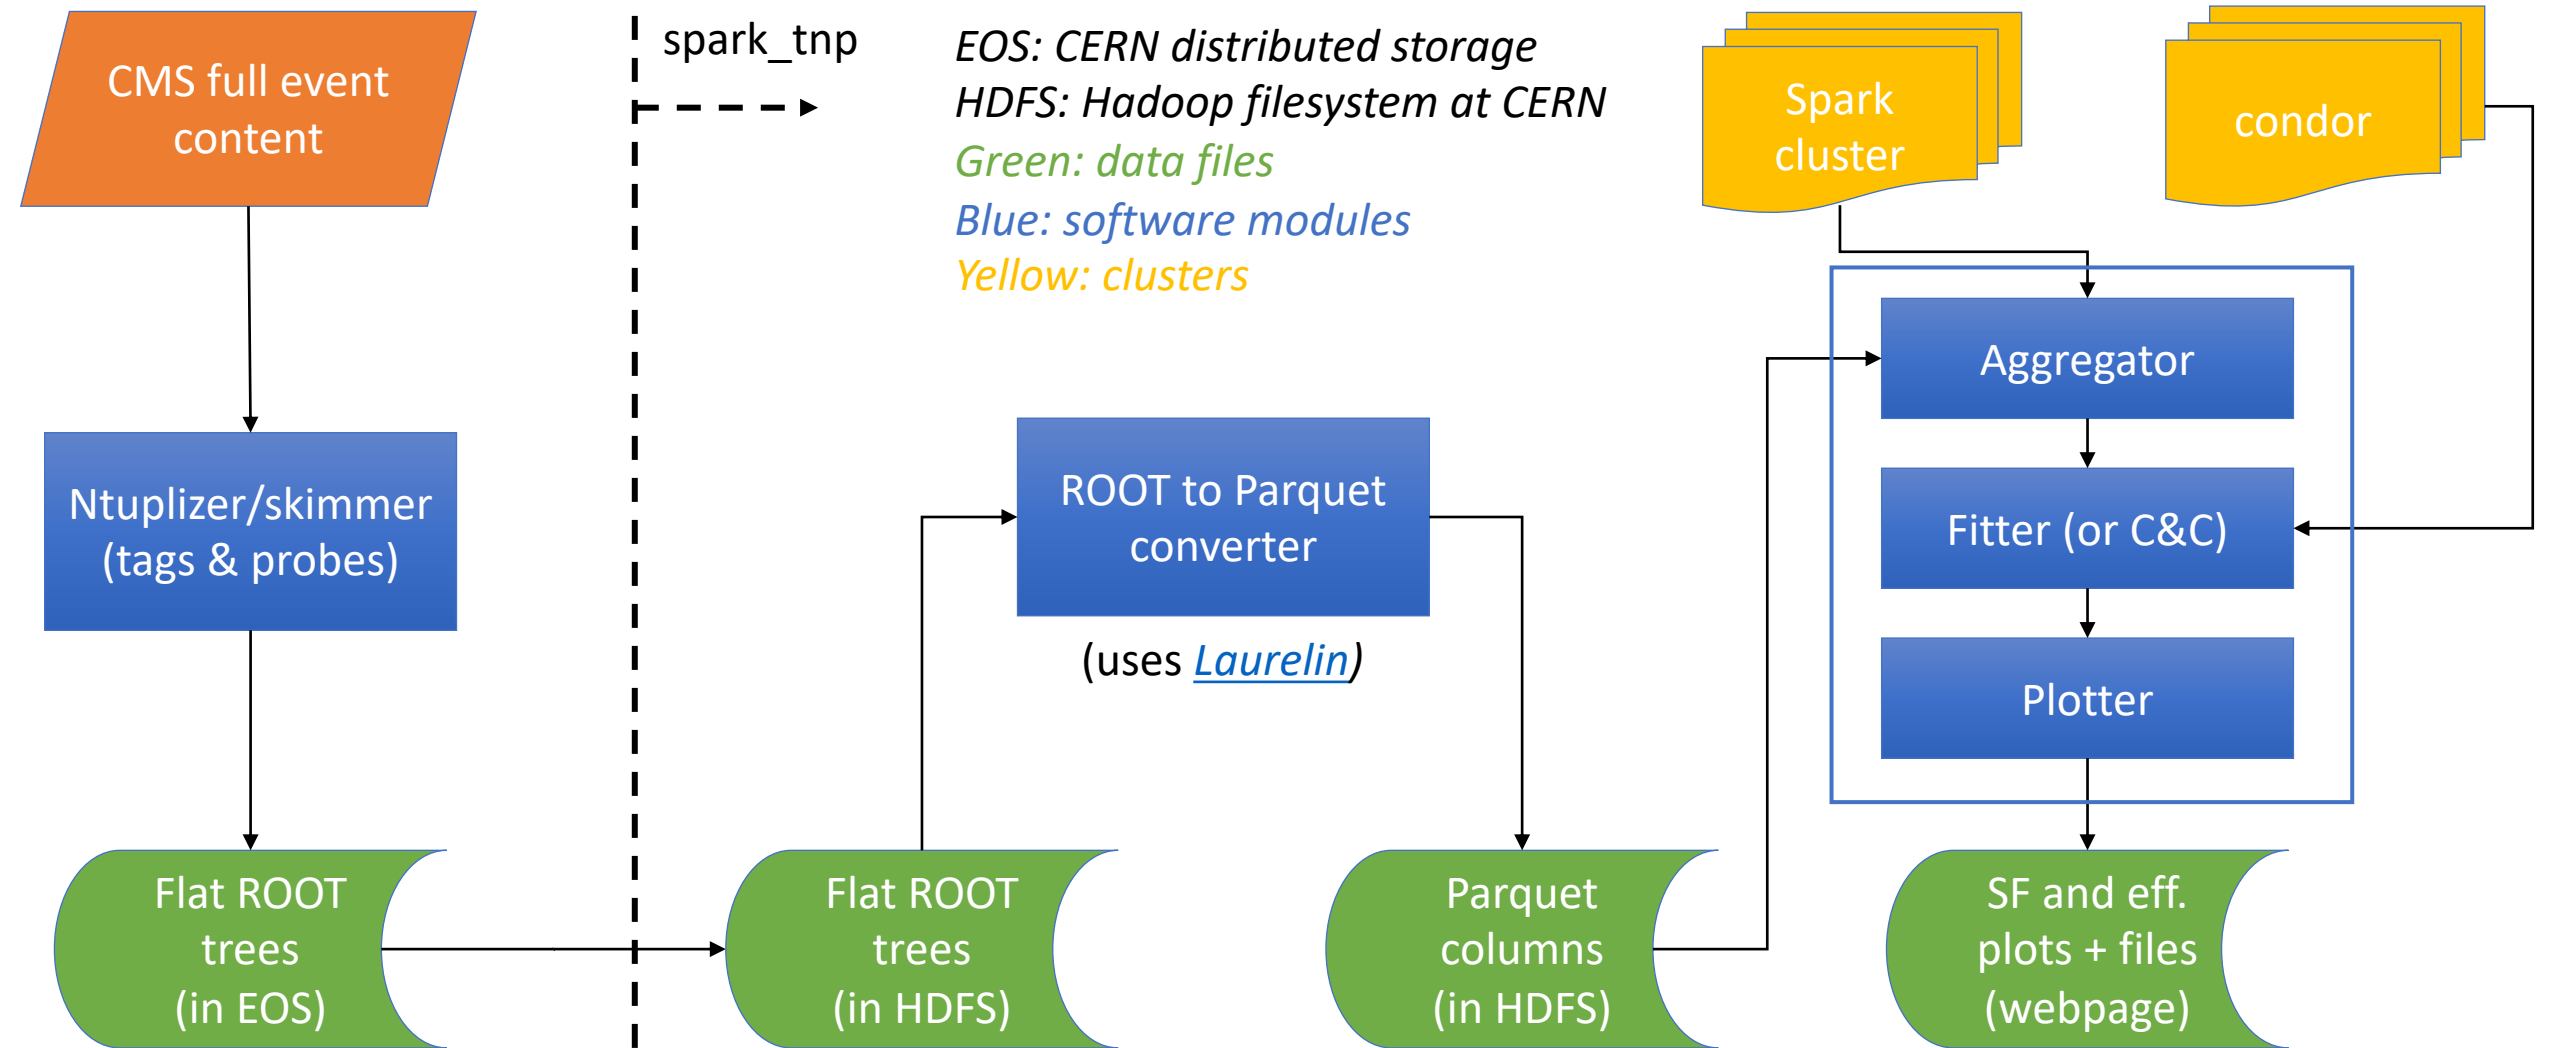 CMS full event
content
spark_tnp
EOS: CERN distributed storage
HDFS: Hadoop filesystem at CERN
Green: data files
Blue: software modules
Yellow: clusters
Spark
cluster
condor
Ntuplizer/skimmer
(tags & probes)
ROOT to Parquet
converter
(uses Laurelin)
Aggregator
Fitter (or C&C)
Plotter
Flat ROOT
trees
(in EOS)
Flat ROOT
trees
(in HDFS)
Parquet
columns
(in HDFS)
SF and eff.
plots + files
(webpage)